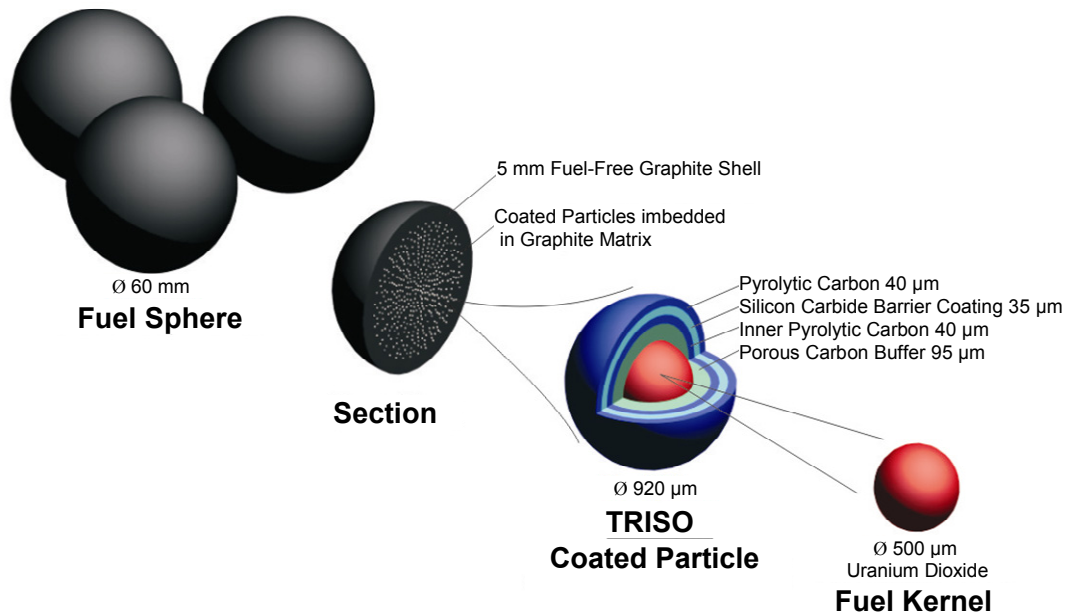 5 mm Fuel-Free Graphite Shell
Coated Particles imbedded
in Graphite Matrix
Ø 60 mm
Fuel Sphere
Section
Pyrolytic Carbon 40 µm
Silicon Carbide Barrier Coating 35 µm
Inner Pyrolytic Carbon 40 µm
Porous Carbon Buffer 95 µm
Ø 920 µm
TRISO
Coated Particle
Ø 500 µm
Uranium Dioxide
Fuel Kernel